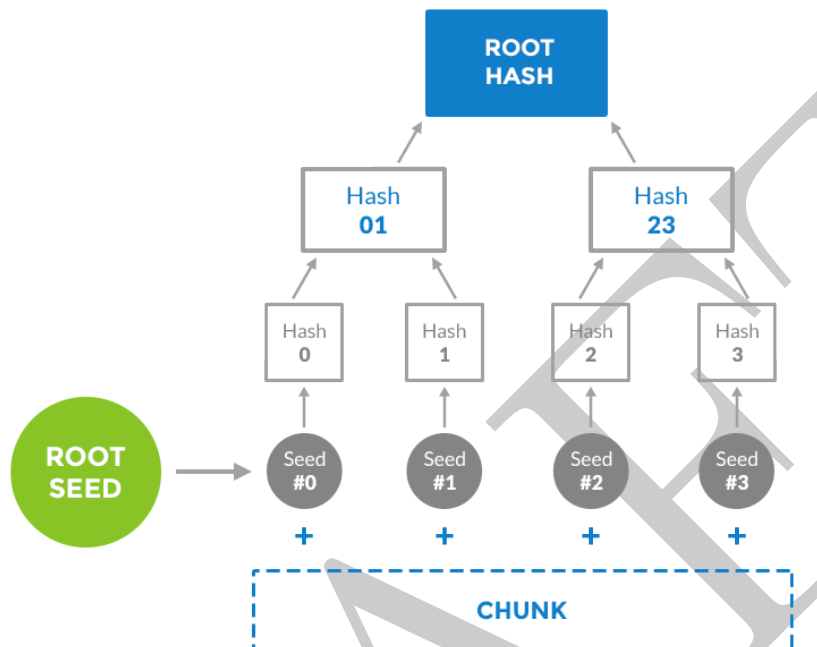 ROOT
HASH
Hash
01
Hash
23
Hash
0
Hash
1
Hash
2
Hash
3
ROOT
SEED
Seed
#0
Seed
#1
Seed
#2
Seed
#3
+
+
+
+
CHUNK